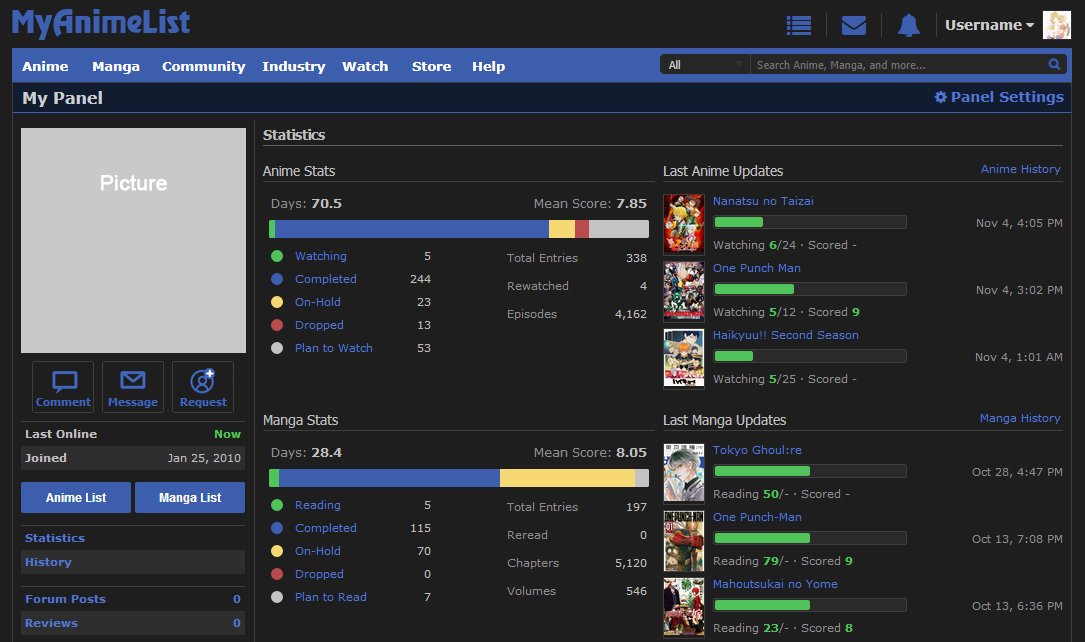 MyAnimeList
Username
Anime Manga Community Industry Watch Store Help
All Search Anime, Manga, and more...
My Panel
Panel Settings
Picture
Comment Message Request
Last Online Now
Joined Jan 25, 2010
Anime List Manga List
Statistics
History
Forum Posts 0
Reviews 0
Statistics
Anime Stats
Days: 70.5 Mean Score: 7.85
Watching 5
Completed 244
On-Hold 23
Dropped 13
Plan to Watch 53
Total Entries 338
Rewatched 4
Episodes 4,162
Last Anime Updates Anime History
Nanatsu no Taizai
Nov 4, 4:05 PM
Watching 6/24 · Scored -
One Punch Man
Nov 4, 3:02 PM
Watching 5/12 · Scored 9
Haikyuu!! Second Season
Nov 4, 1:01 AM
Watching 5/25 · Scored -
Manga Stats
Days: 28.4 Mean Score: 8.05
Reading 5
Completed 115
On-Hold 70
Dropped 0
Plan to Read 7
Total Entries 197
Reread 0
Chapters 5,120
Volumes 546
Last Manga Updates Manga History
Tokyo Ghoul:re
Oct 28, 4:47 PM
Reading 50/- · Scored -
One Punch-Man
Oct 13, 7:08 PM
Reading 79/- · Scored 9
Mahoutsukai no Yome
Oct 13, 6:36 PM
Reading 23/- · Scored 8